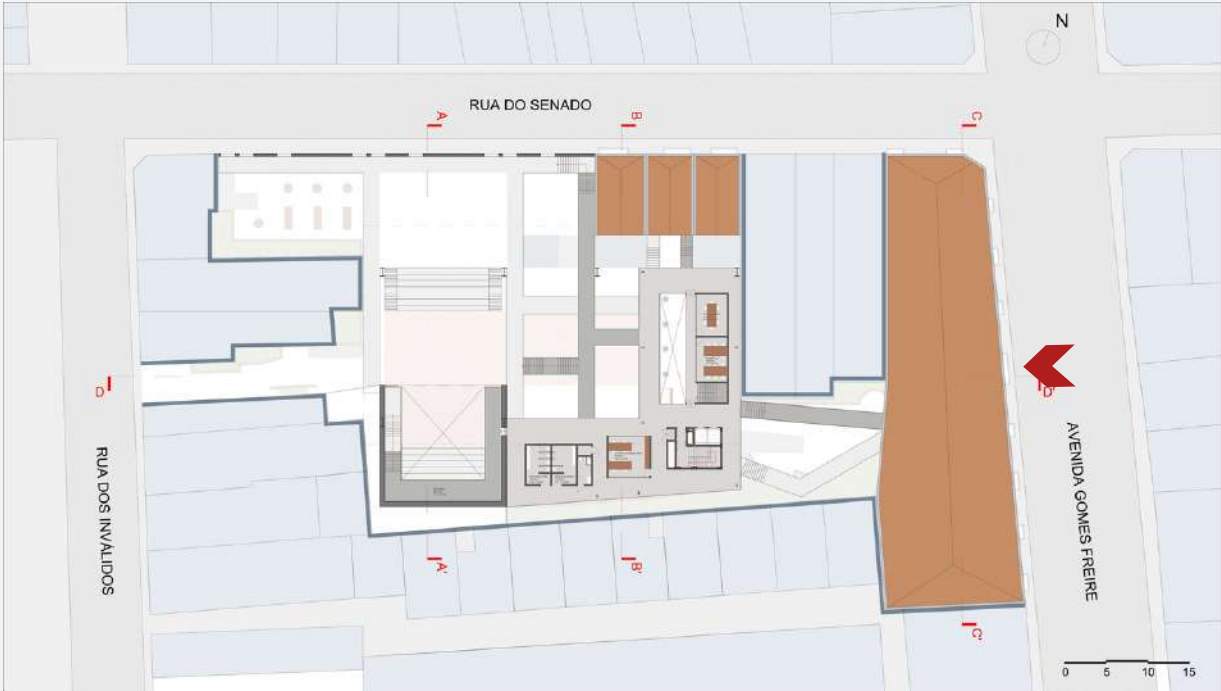 N
RUA DO SENADO
A
B
C
D
D'
RUA DOS INVÁLIDOS
AVENIDA GOMES FREIRE
A'
B'
C'
0 5 10 15